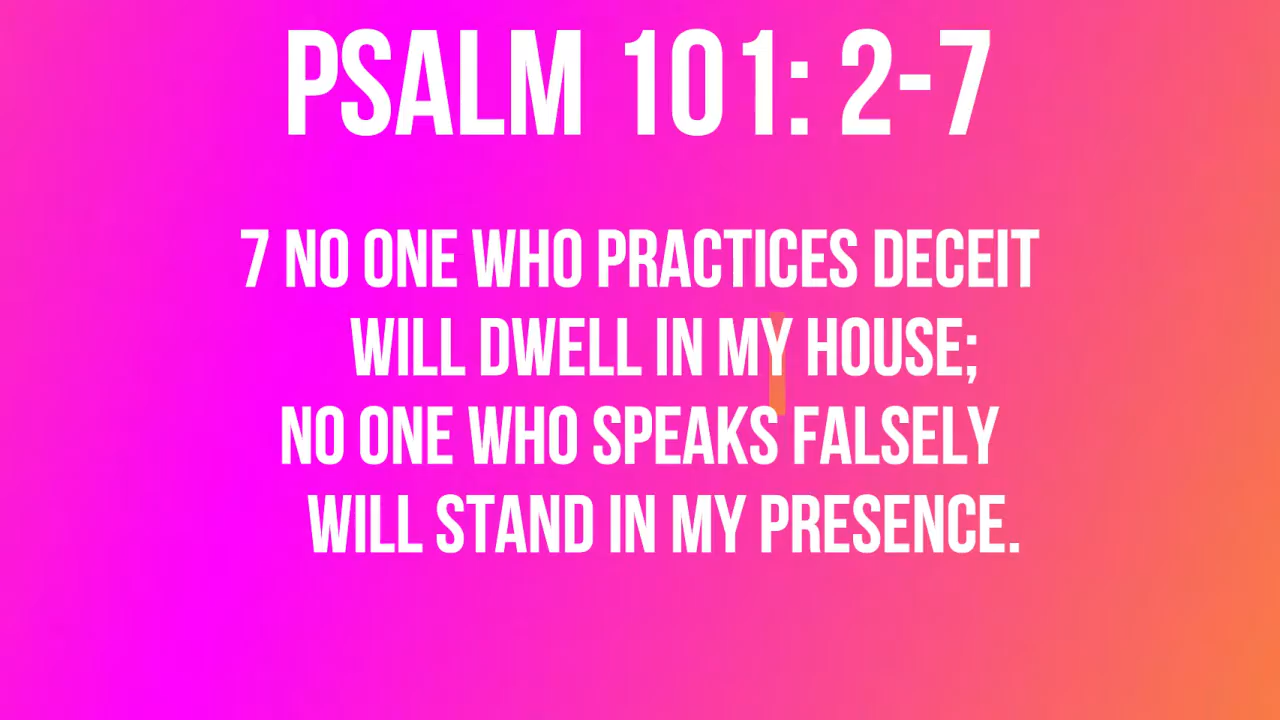 PSALM 101: 2-7
7 NO ONE WHO PRACTICES DECEIT
WILL DWELL IN MY HOUSE;
NO ONE WHO SPEAKS FALSELY
WILL STAND IN MY PRESENCE.